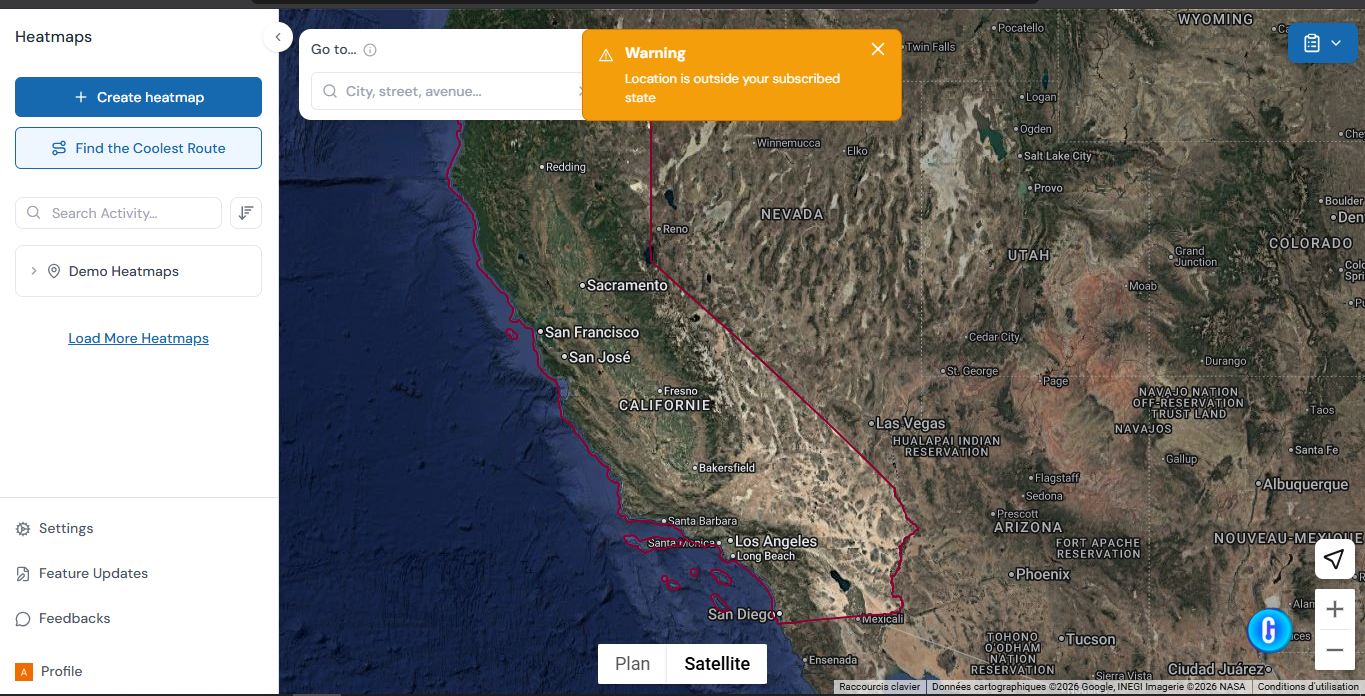 Heatmaps
Create heatmap
Find the Coolest Route
Search Activity...
Demo Heatmaps
Load More Heatmaps
Settings
Feature Updates
Feedbacks
A
Profile
Go to...
City, street, avenue...
Warning
Location is outside your subscribed
state
WYOMING
Pocatello
Twin Falls
Logan
Ogden
Winnemucca
Elko
Salt Lake City
Provo
Redding
Boulder
NEVADA
Reno
COLORADO
Grand
Junction
UTAH
Moab
Sacramento
San Francisco
San José
Cedar City
St. George
Durango
Page
Fresno
CALIFORNIE
NAVAJO NATION
OFF-RESERVATION
TRUST LAND
Taos
Las Vegas
NAVAJOS
HUALAPAI INDIAN
RESERVATION
Santa Fe
Gallup
Bakersfield
Flagstaff
Sedona
Albuquerque
Prescott
ARIZONA
Santa Barbara
Santa Monica
Los Angeles
Long Beach
FORT APACHE
RESERVATION
NOUVEAU-MEXIQUE
Phoenix
San Diego
Mexicali
TOHONO
O'ODHAM
NATION
RESERVATION
Tucson
Ensenada
Sierra Vista
Ciudad Juárez
Plan
Satellite
Raccourcis clavier
Données cartographiques ©2026 Google, INEGI Imagerie ©2026 NASA
Conditions d'utilisation